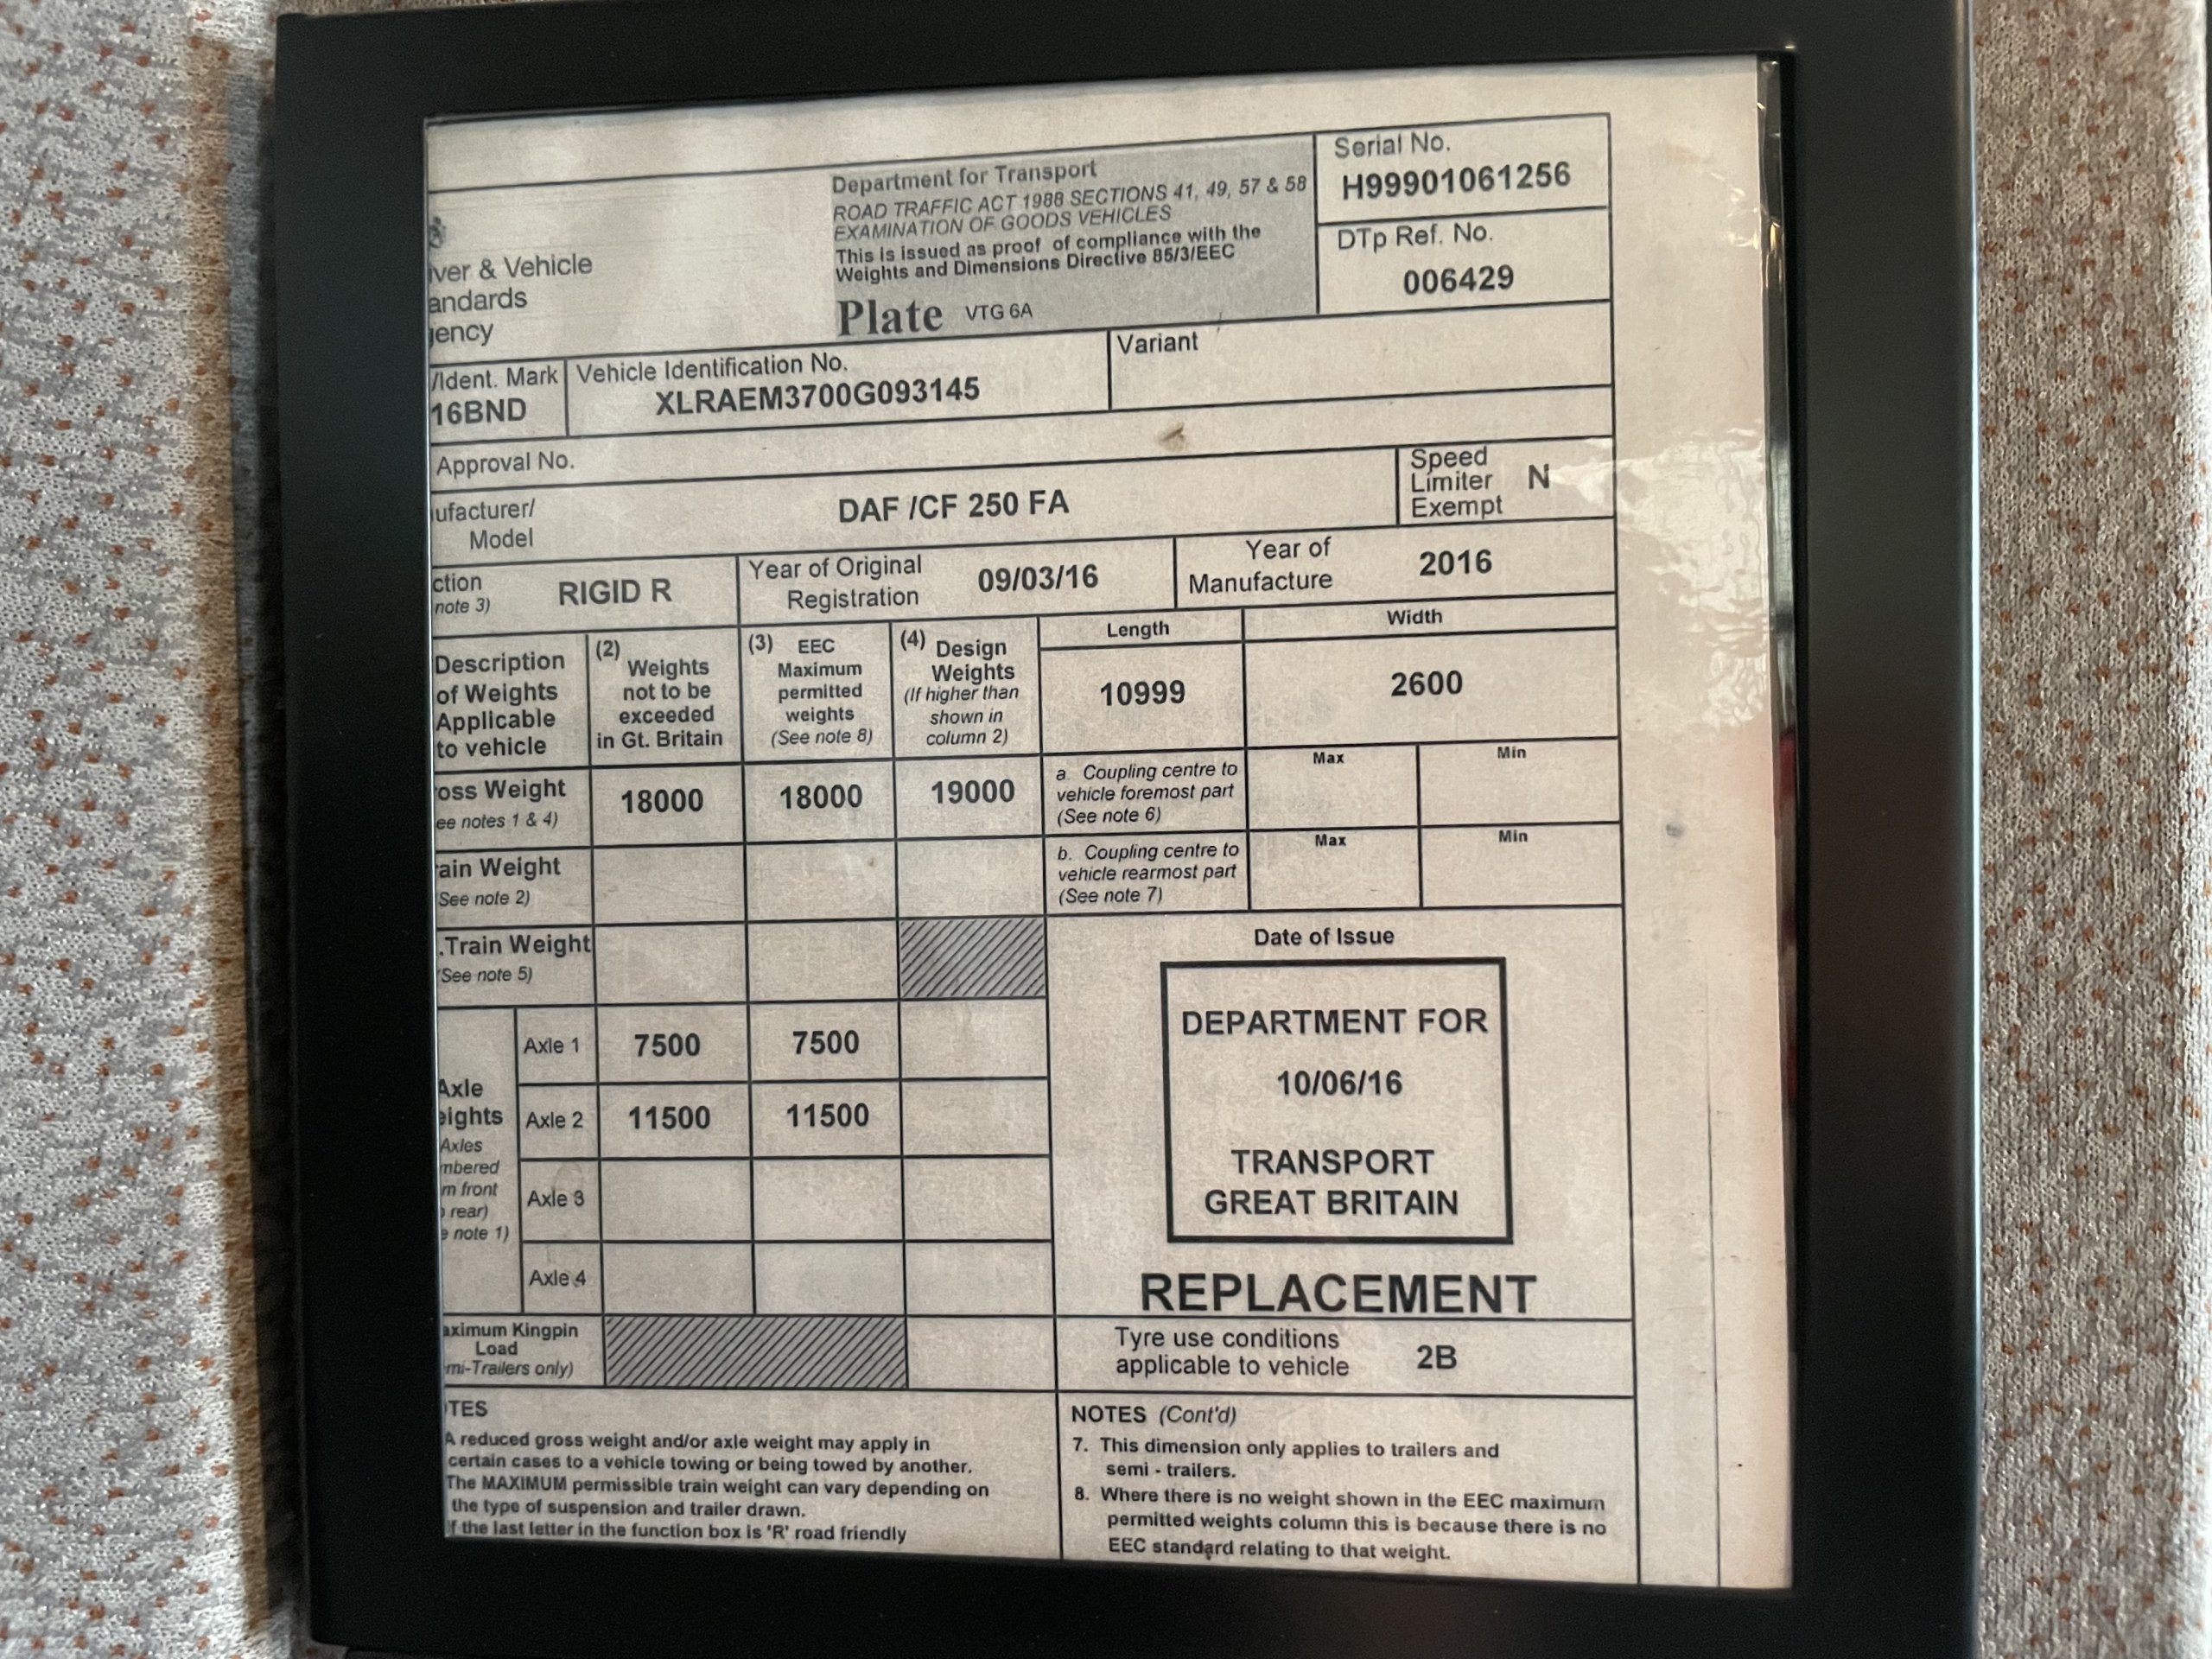 Department for Transport
ROAD TRAFFIC ACT 1988 SECTIONS 41, 49, 57 & 58
EXAMINATION OF GOODS VEHICLES
This is issued as proof of compliance with the
Weights and Dimensions Directive 85/3/EEC
Plate VTG 6A
Serial No.
H99901061256
DTp Ref. No.
006429
iver & Vehicle
andards
gency
/Ident. Mark
16BND
Vehicle Identification No.
XLRAEM3700G093145
Variant
Approval No.
ufacturer/
Model
DAF /CF 250 FA
Speed
Limiter
Exempt
N
ction
note 3)
RIGID R
Year of Original
Registration
09/03/16
Year of
Manufacture
2016
Description
of Weights
Applicable
to vehicle
(2)
Weights
not to be
exceeded
in Gt. Britain
(3) EEC
Maximum
permitted
weights
(See note 8)
(4) Design
Weights
(If higher than
shown in
column 2)
Length
10999
Width
2600
oss Weight
ee notes 1 & 4)
18000
18000
19000
a. Coupling centre to
vehicle foremost part
(See note 6)
Max
Min
ain Weight
See note 2)
b. Coupling centre to
vehicle rearmost part
(See note 7)
Max
Min
.Train Weight
See note 5)
Axle
eights
Axles
mbered
m front
o rear)
e note 1)
Axle 1
7500
7500
Axle 2
11500
11500
Axle 3
Axle 4
aximum Kingpin
Load
mi-Trailers only)
Date of Issue
DEPARTMENT FOR
10/06/16
TRANSPORT
GREAT BRITAIN
REPLACEMENT
Tyre use conditions
applicable to vehicle
2B
TES
A reduced gross weight and/or axle weight may apply in
certain cases to a vehicle towing or being towed by another.
The MAXIMUM permissible train weight can vary depending on
the type of suspension and trailer drawn.
If the last letter in the function box is 'R' road friendly
NOTES (Cont'd)
7. This dimension only applies to trailers and
semi - trailers.
8. Where there is no weight shown in the EEC maximum
permitted weights column this is because there is no
EEC standard relating to that weight.